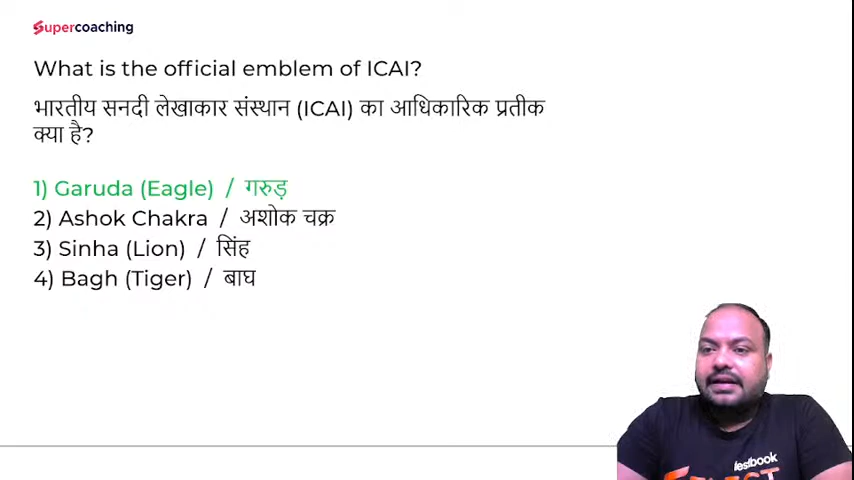 Supercoaching
What is the official emblem of ICAI?
भारतीय सनदी लेखाकार संस्थान (ICAI) का आधिकारिक प्रतीक
क्या है?
1) Garuda (Eagle) / गरुड़
2) Ashok Chakra / अशोक चक्र
3) Sinha (Lion) / सिंह
4) Bagh (Tiger) / बाघ
testbook